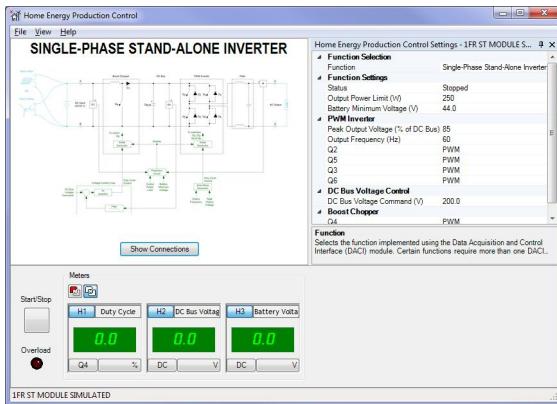 Home Energy Production Control
File View Help
SINGLE-PHASE STAND-ALONE INVERTER
Show Connections
Home Energy Production Control Settings - 1FR ST MODULE S...
Function Selection
Function Single-Phase Stand-Alone Inverter
Function Settings
Status Stopped
Output Power Limit (W) 250
Battery Minimum Voltage (V) 44.0
PWM Inverter
Peak Output Voltage (% of DC Bus) 85
Output Frequency (Hz) 60
Q2 PWM
Q5 PWM
Q3 PWM
Q6 PWM
DC Bus Voltage Control
DC Bus Voltage Command (V) 200.0
Boost Chopper
Q4 PWM
Function
Selects the function implemented using the Data Acquisition and Control
Interface (DACI) module. Certain functions require more than one DACI...
Meters
Start/Stop
Overload
H1 Duty Cycle
0.0
Q4 %
H2 DC Bus Voltag
0.0
DC V
H3 Battery Volta
0.0
DC V
1FR ST MODULE SIMULATED